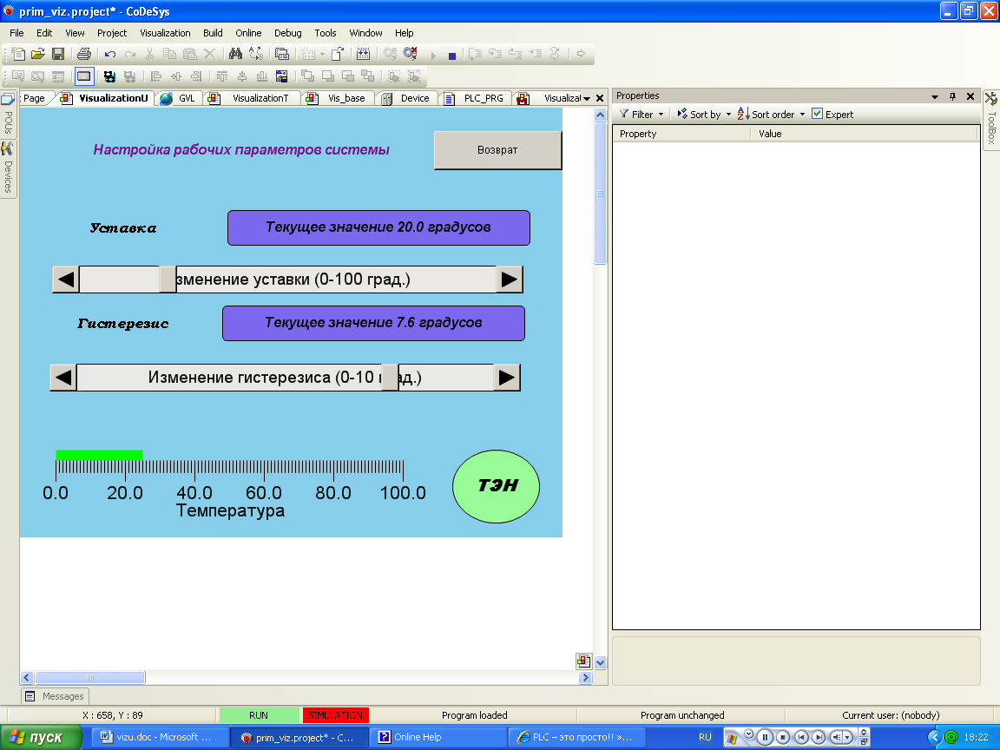 prim_viz.project* - CoDeSys
File Edit View Project Visualization Build Online Debug Tools Window Help
Page VisualizationU GVL VisualizationT Vis_base Device PLC_PRG Visualizat
Properties
Filter Sort by Sort order Expert
Property Value
POUs
Devices
ToolBox
Настройка рабочих параметров системы
Возврат
Уставка
Текущее значение 20.0 градусов
зменение уставки (0-100 град.)
Гистерезис
Текущее значение 7.6 градусов
Изменение гистерезиса (0-10 ад.)
0.0 20.0 40.0 60.0 80.0 100.0
Температура
ТЭН
Messages
X : 658, Y : 89 RUN SIMULATION Program loaded Program unchanged Current user: (nobody)
пуск vizu.doc - Microsoft ... prim_viz.project* - C... Online Help PLC – это просто!! »... RU 18:22